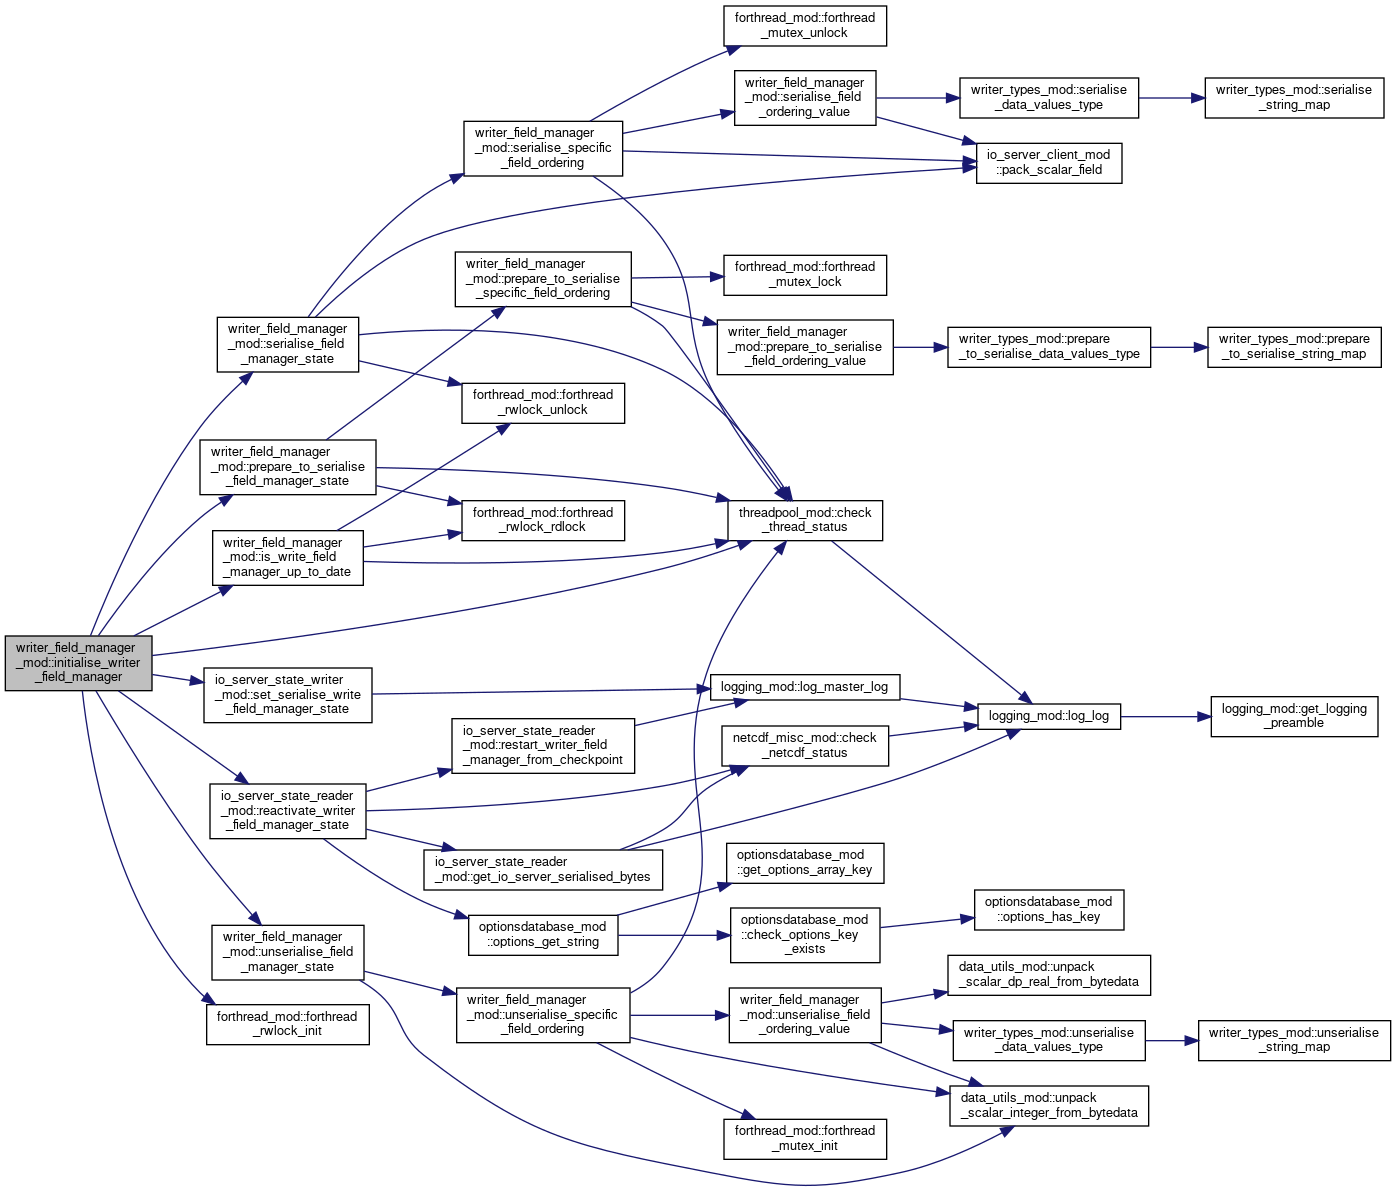 forthread_mod::forthread
_mutex_unlock
writer_field_manager
_mod::serialise_field
_ordering_value
writer_types_mod::serialise
_data_values_type
writer_types_mod::serialise
_string_map
writer_field_manager
_mod::serialise_specific
_field_ordering
io_server_client_mod
::pack_scalar_field
writer_field_manager
_mod::prepare_to_serialise
_specific_field_ordering
forthread_mod::forthread
_mutex_lock
writer_field_manager
_mod::serialise_field
_manager_state
writer_field_manager
_mod::prepare_to_serialise
_field_ordering_value
writer_types_mod::prepare
_to_serialise_data_values_type
writer_types_mod::prepare
_to_serialise_string_map
forthread_mod::forthread
_rwlock_unlock
writer_field_manager
_mod::prepare_to_serialise
_field_manager_state
forthread_mod::forthread
_rwlock_rdlock
threadpool_mod::check
_thread_status
writer_field_manager
_mod::is_write_field
_manager_up_to_date
writer_field_manager
_mod::initialise_writer
_field_manager
io_server_state_writer
_mod::set_serialise_write
_field_manager_state
logging_mod::log_master_log
logging_mod::log_log
logging_mod::get_logging
_preamble
io_server_state_reader
_mod::restart_writer_field
_manager_from_checkpoint
netcdf_misc_mod::check
_netcdf_status
io_server_state_reader
_mod::reactivate_writer
_field_manager_state
io_server_state_reader
_mod::get_io_server_serialised_bytes
optionsdatabase_mod
::get_options_array_key
optionsdatabase_mod
::options_get_string
optionsdatabase_mod
::check_options_key
_exists
optionsdatabase_mod
::options_has_key
writer_field_manager
_mod::unserialise_field
_manager_state
data_utils_mod::unpack
_scalar_dp_real_from_bytedata
forthread_mod::forthread
_rwlock_init
writer_field_manager
_mod::unserialise_specific
_field_ordering
writer_field_manager
_mod::unserialise_field
_ordering_value
writer_types_mod::unserialise
_data_values_type
writer_types_mod::unserialise
_string_map
data_utils_mod::unpack
_scalar_integer_from_bytedata
forthread_mod::forthread
_mutex_init